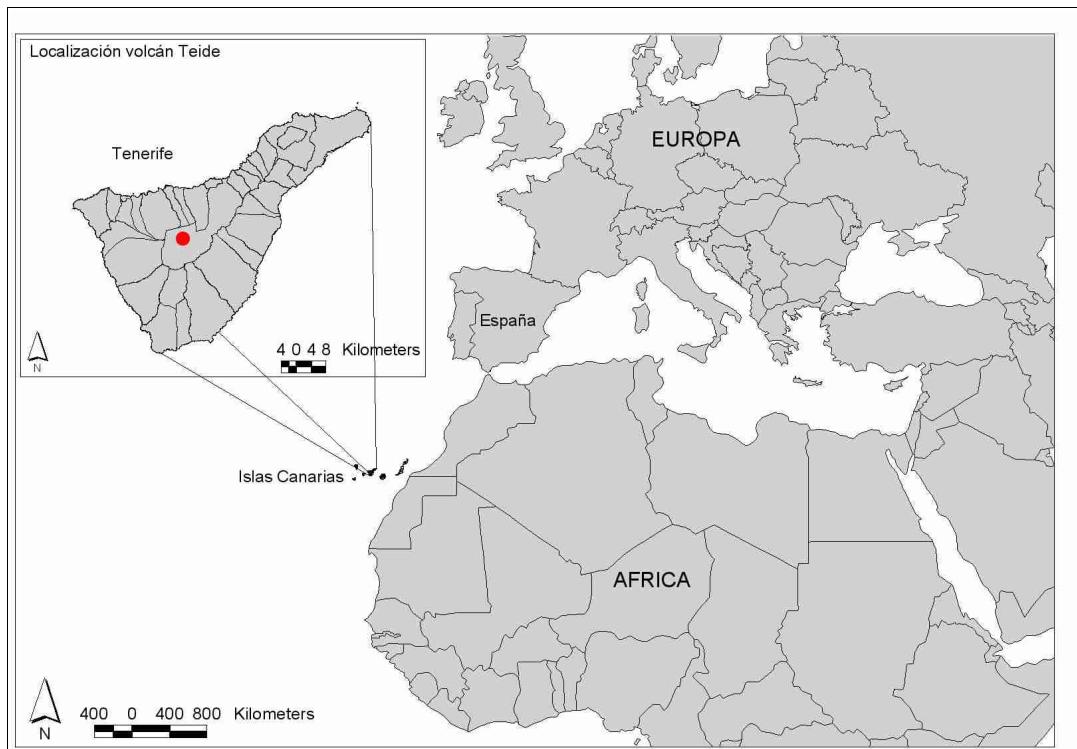 Localización volcán Teide
Tenerife
4 0 4 8 Kilometers
N
EUROPA
España
Islas Canarias
AFRICA
400 0 400 800 Kilometers
N